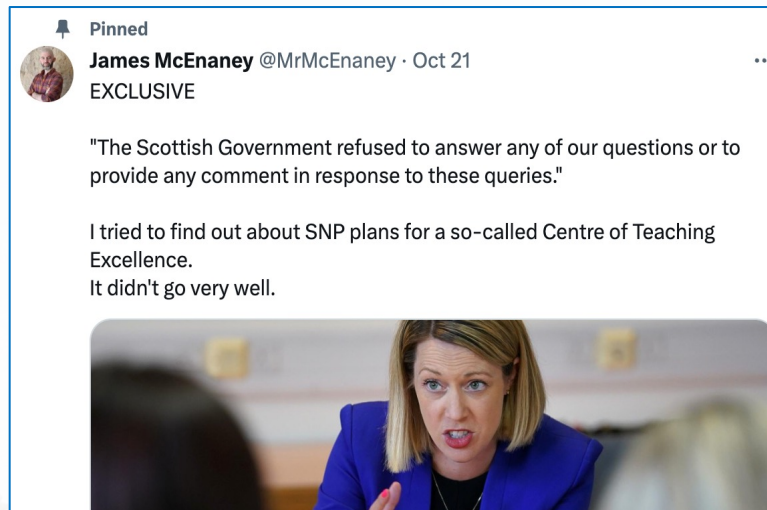 Pinned
James McEnaney @MrMcEnaney · Oct 21
EXCLUSIVE
"The Scottish Government refused to answer any of our questions or to
provide any comment in response to these queries."
I tried to find out about SNP plans for a so-called Centre of Teaching
Excellence.
It didn't go very well.